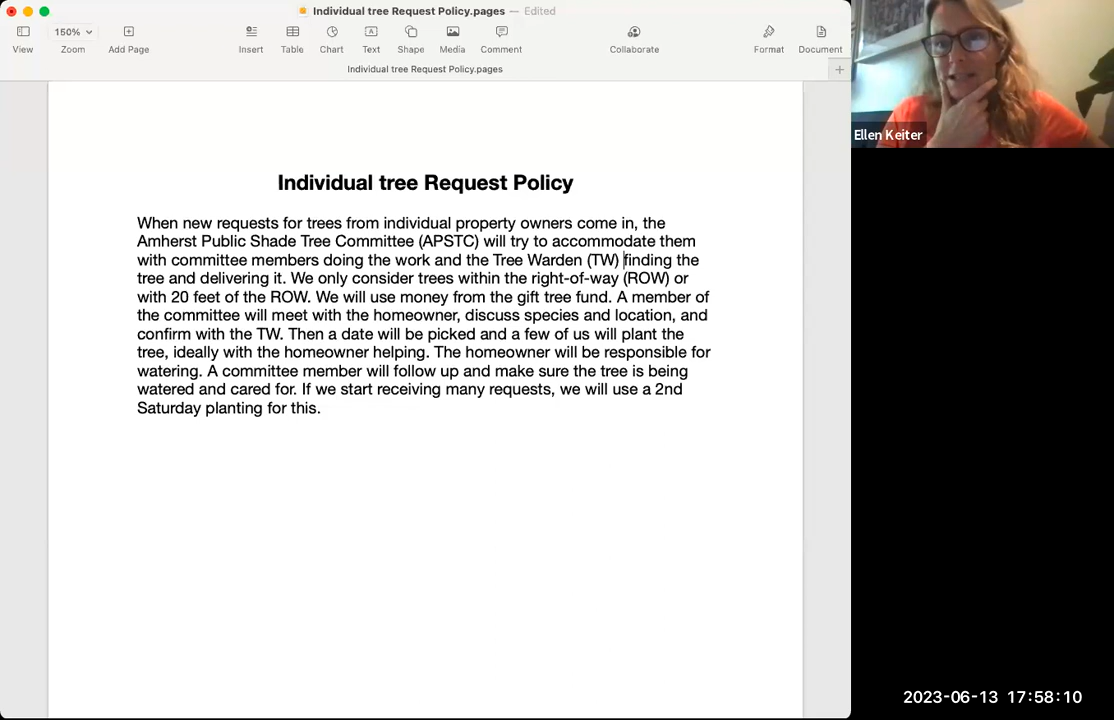 Individual tree Request Policy.pages — Edited
150%
View
Zoom
Add Page
Insert
Table
Chart
Text
Shape
Media
Comment
Collaborate
Format
Document
Individual tree Request Policy.pages
Individual tree Request Policy
When new requests for trees from individual property owners come in, the
Amherst Public Shade Tree Committee (APSTC) will try to accommodate them
with committee members doing the work and the Tree Warden (TW) finding the
tree and delivering it. We only consider trees within the right-of-way (ROW) or
with 20 feet of the ROW. We will use money from the gift tree fund. A member of
the committee will meet with the homeowner, discuss species and location, and
confirm with the TW. Then a date will be picked and a few of us will plant the
tree, ideally with the homeowner helping. The homeowner will be responsible for
watering. A committee member will follow up and make sure the tree is being
watered and cared for. If we start receiving many requests, we will use a 2nd
Saturday planting for this.
Ellen Keiter
2023-06-13 17:58:10